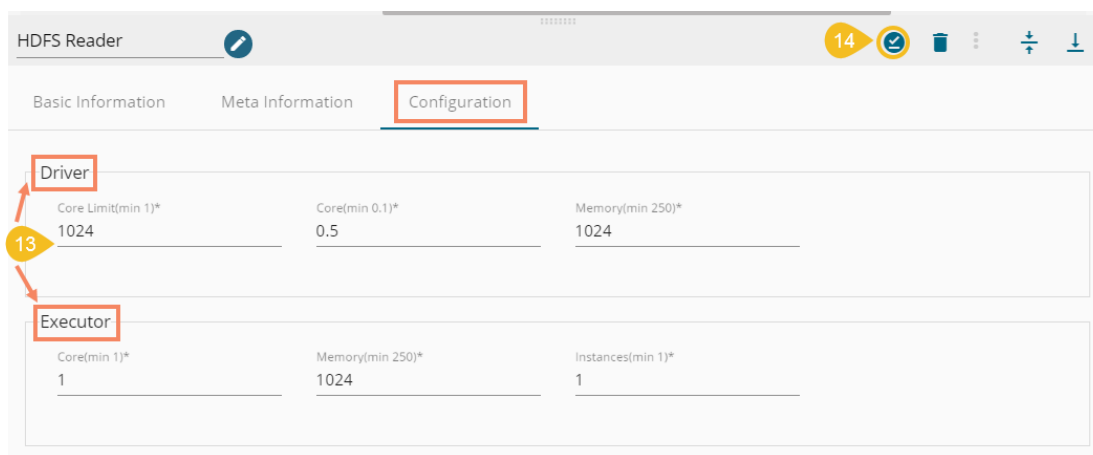 HDFS Reader
14
Basic Information Meta Information Configuration
Driver
Core Limit(min 1)* Core(min 0.1)* Memory(min 250)*
1024 0.5 1024
13
Executor
Core(min 1)* Memory(min 250)* Instances(min 1)*
1 1024 1